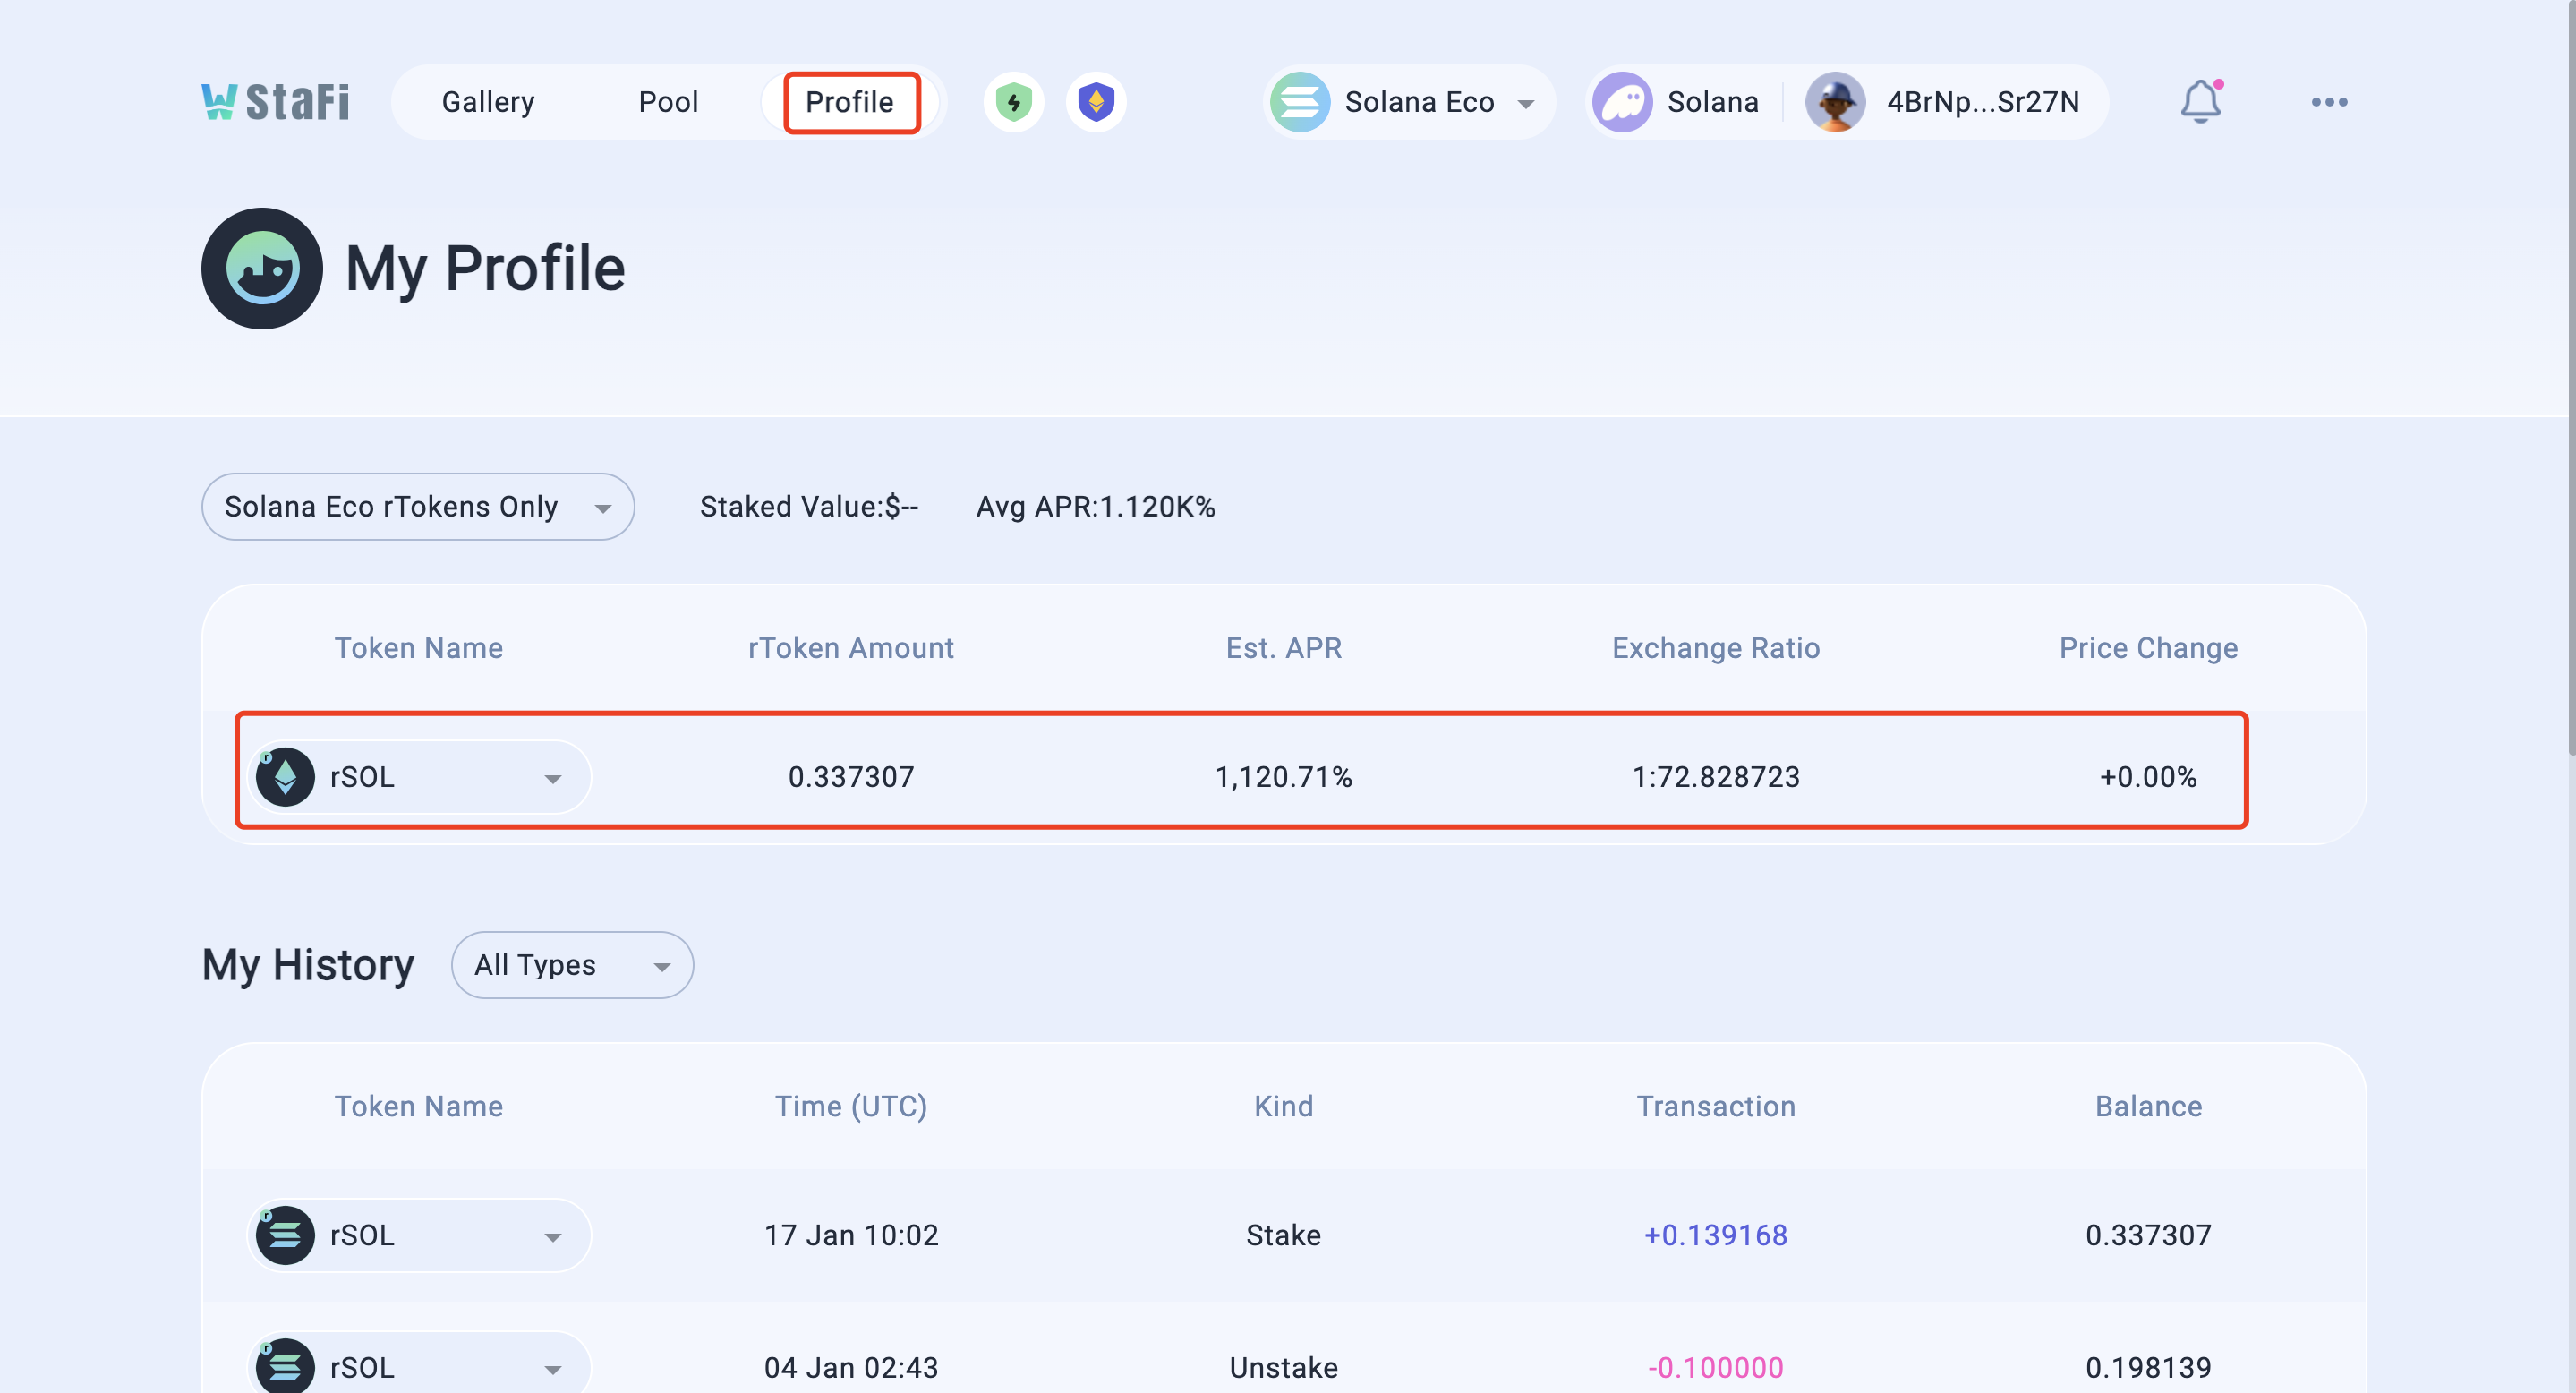 StaFi Gallery Pool Profile Solana Eco Solana 4BrNp...Sr27N
My Profile
Solana Eco rTokens Only Staked Value:$-- Avg APR:1.120K%
Token Name rToken Amount Est. APR Exchange Ratio Price Change
r rSOL 0.337307 1,120.71% 1:72.828723 +0.00%
My History All Types
Token Name Time (UTC) Kind Transaction Balance
r rSOL 17 Jan 10:02 Stake +0.139168 0.337307
r rSOL 04 Jan 02:43 Unstake -0.100000 0.198139